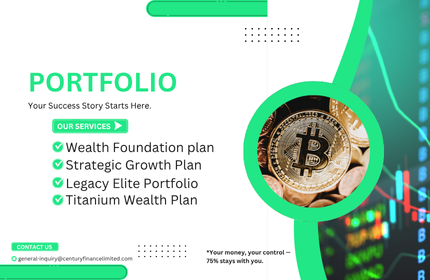 PORTFOLIO
Your Success Story Starts Here.
OUR SERVICES
Wealth Foundation plan
Strategic Growth Plan
Legacy Elite Portfolio
Titanium Wealth Plan
CONTACT US
general-inquiry@centuryfinancelimited.com
*Your money, your control —
75% stays with you.